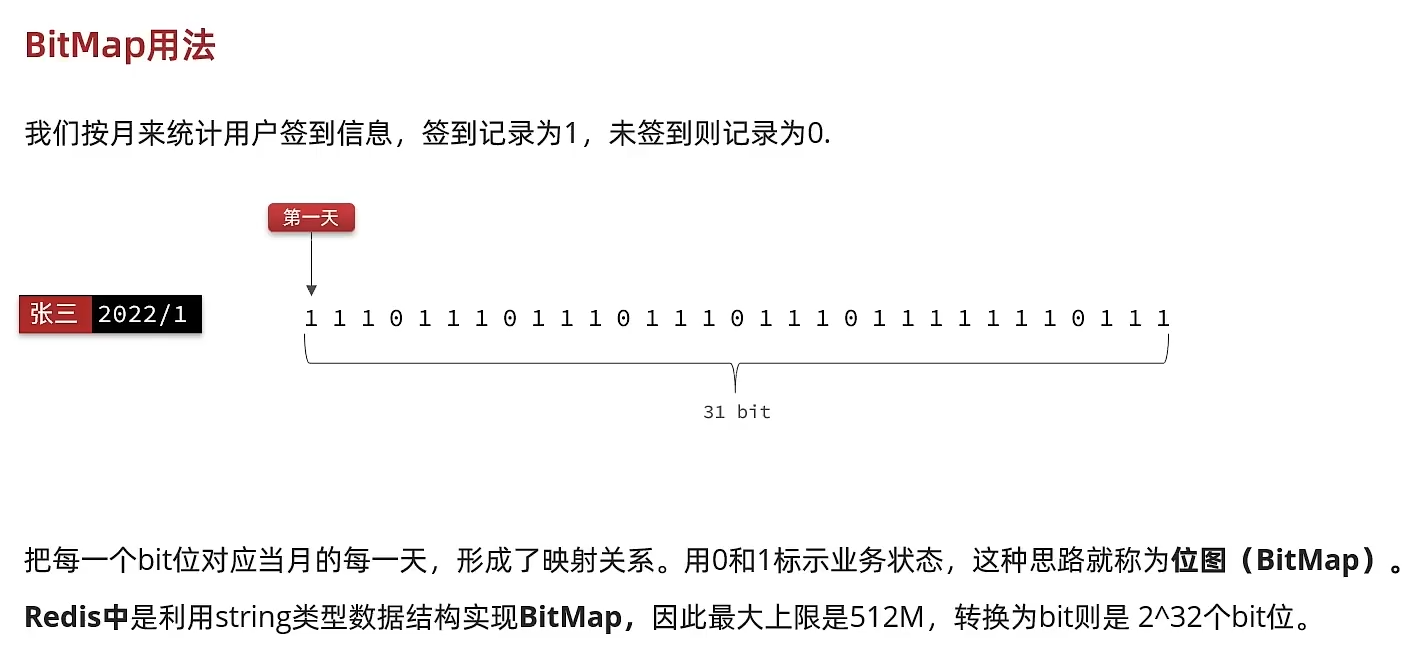 BitMap用法
我们按月来统计用户签到信息，签到记录为1，未签到则记录为0.
第一天
张三 2022/1
1 1 1 0 1 1 1 0 1 1 1 0 1 1 1 0 1 1 1 0 1 1 1 1 1 1 1 0 1 1 1
31 bit
把每一个bit位对应当月的每一天，形成了映射关系。用0和1标示业务状态，这种思路就称为位图（BitMap）。
Redis中是利用string类型数据结构实现BitMap，因此最大上限是512M，转换为bit则是 2^32个bit位。